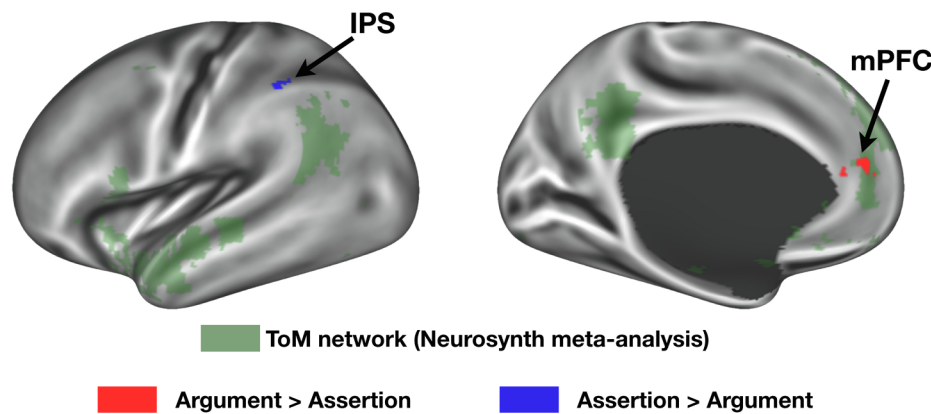 IPS
mPFC
ToM network (Neurosynth meta-analysis)
Argument > Assertion
Assertion > Argument